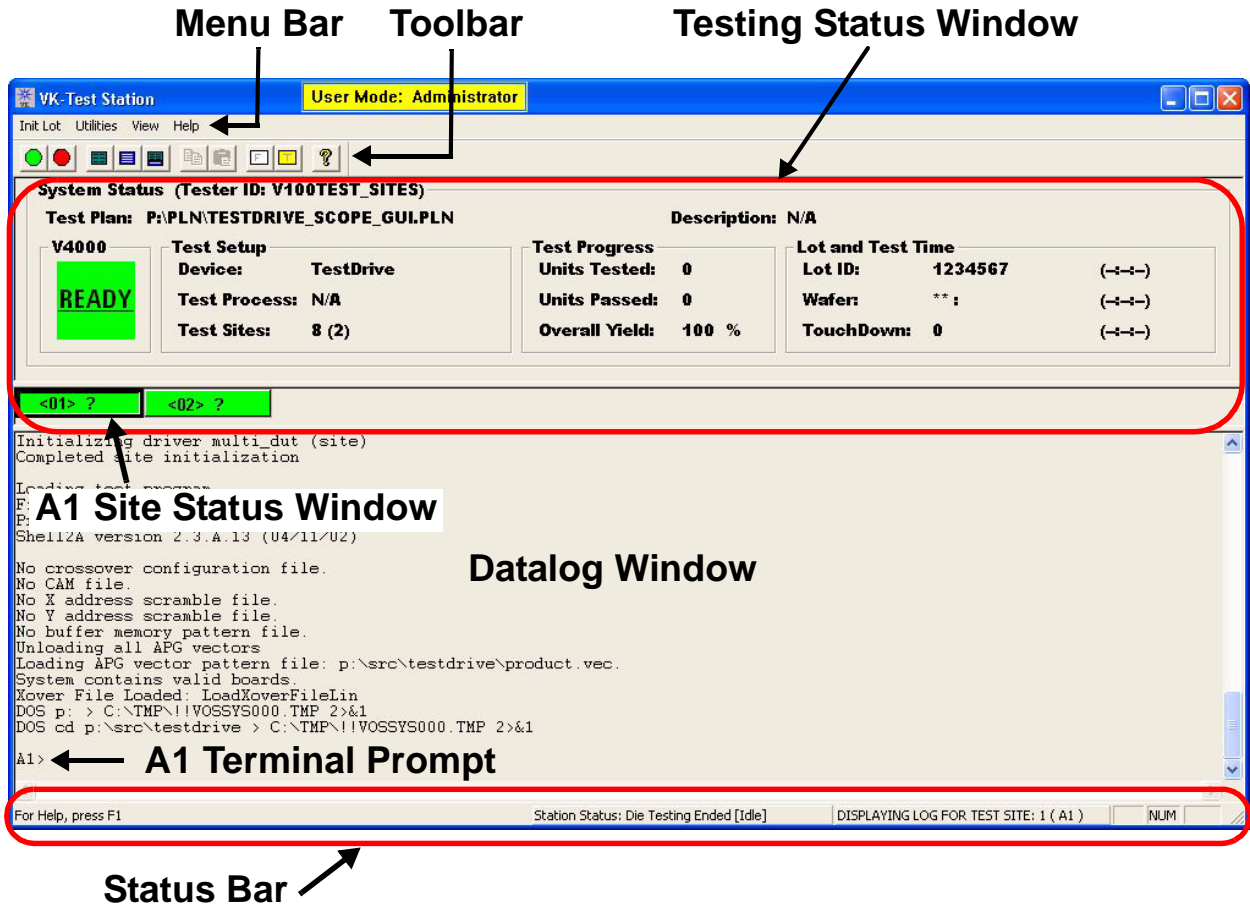 Menu Bar Toolbar Testing Status Window
VK-Test Station User Mode: Administrator
Init Lot Utilities View Help
F T ?
System Status (Tester ID: V100TEST_SITES)
Test Plan: P:\PLN\TESTDRIVE_SCOPE_GUI.PLN Description: N/A
V4000 Test Setup Test Progress Lot and Test Time
Device: TestDrive Units Tested: 0 Lot ID: 1234567 (--:--:--)
READY Test Process: N/A Units Passed: 0 Wafer: ** : (--:--:--)
Test Sites: 8 (2) Overall Yield: 100 % TouchDown: 0 (--:--:--)
<01> ? <02> ?
Initializing driver multi_dut (site)
Completed site initialization
Loading test program
A1 Site Status Window
Shell2A version 2.3.A.13 (04/11/02)
Datalog Window
No crossover configuration file.
No CAM file.
No X address scramble file.
No Y address scramble file.
No buffer memory pattern file.
Unloading all APG vectors
Loading APG vector pattern file: p:\src\testdrive\product.vec.
System contains valid boards.
Xover File Loaded: LoadXoverFileLin
DOS p: > C:\TMP\!!VOSSYS000.TMP 2>&1
DOS cd p:\src\testdrive > C:\TMP\!!VOSSYS000.TMP 2>&1
A1> A1 Terminal Prompt
For Help, press F1 Station Status: Die Testing Ended [Idle] DISPLAYING LOG FOR TEST SITE: 1 ( A1 ) NUM
Status Bar